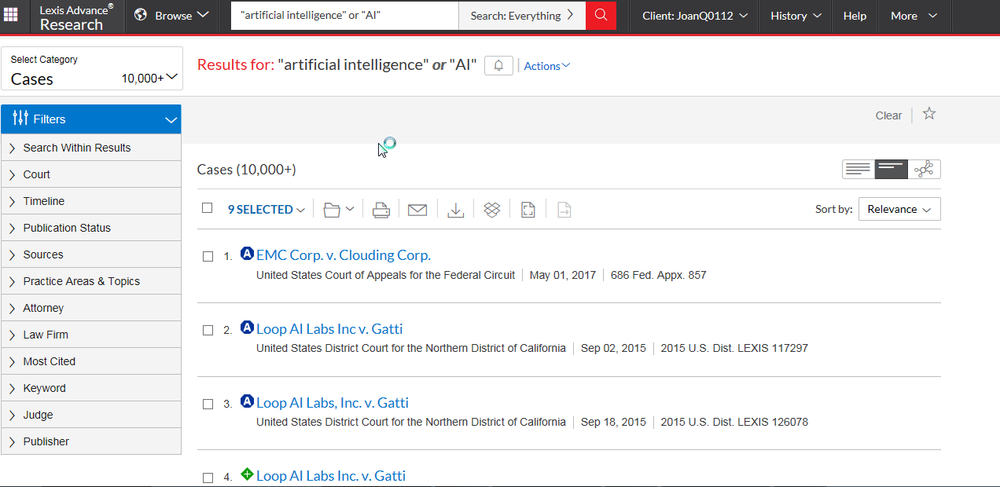 Lexis Advance
Research
Browse
"artificial intelligence" or "AI"
Search: Everything
Client: JoanQ0112
History
Help
More
Select Category
Cases 10,000+
Results for: "artificial intelligence" or "AI"
Actions
Filters
Clear
Search Within Results
Court
Timeline
Publication Status
Sources
Practice Areas & Topics
Attorney
Law Firm
Most Cited
Keyword
Judge
Publisher
Cases (10,000+)
9 SELECTED
Sort by: Relevance
1. A EMC Corp. v. Clouding Corp.
United States Court of Appeals for the Federal Circuit | May 01, 2017 | 686 Fed. Appx. 857
2. A Loop AI Labs Inc v. Gatti
United States District Court for the Northern District of California | Sep 02, 2015 | 2015 U.S. Dist. LEXIS 117297
3. A Loop AI Labs, Inc. v. Gatti
United States District Court for the Northern District of California | Sep 18, 2015 | 2015 U.S. Dist. LEXIS 126078
4. Loop AI Labs Inc. v. Gatti